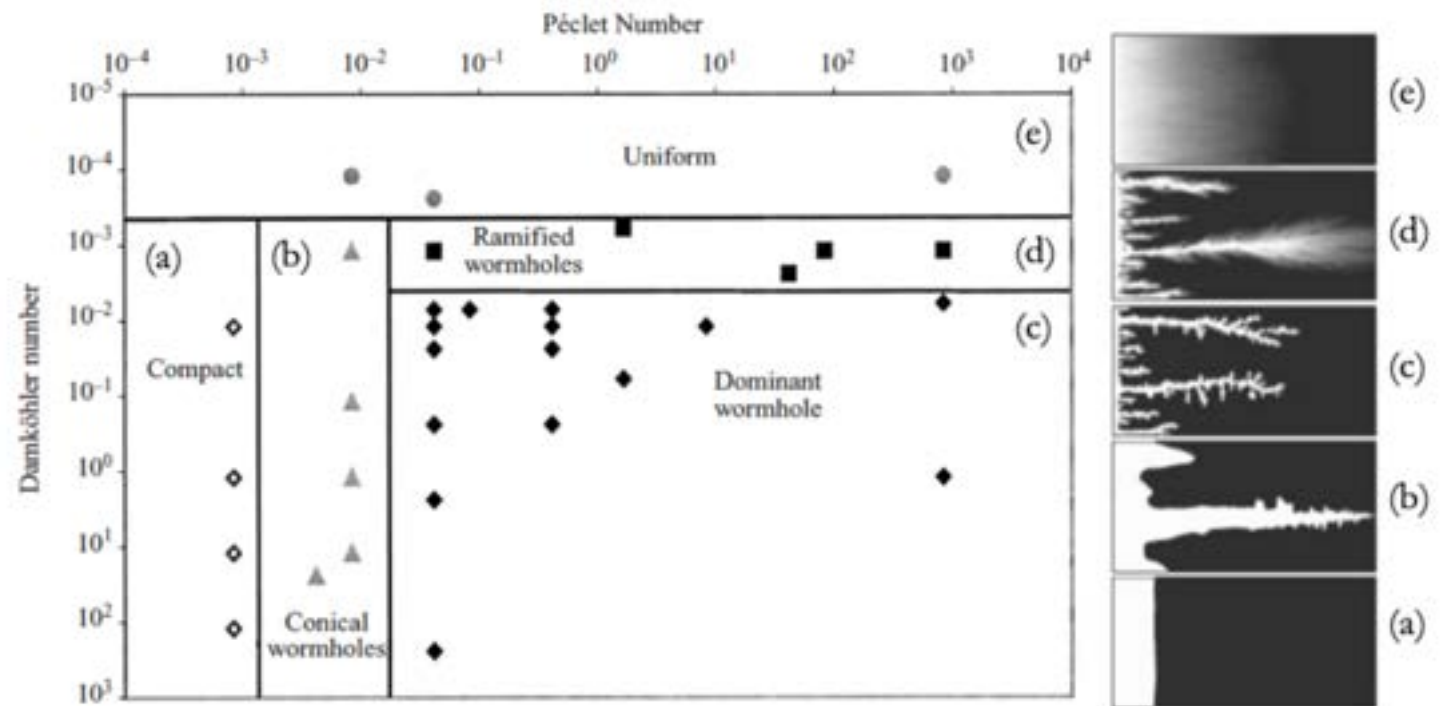 Péclet Number
10⁻⁴ 10⁻³ 10⁻² 10⁻¹ 10⁰ 10¹ 10² 10³ 10⁴
10⁻⁵
10⁻⁴
10⁻³
10⁻²
10⁻¹
10⁰
10¹
10²
10³
Damköhler number
(e)
Uniform
(a)
(b)
Ramified
wormholes
(d)
(c)
Compact
Dominant
wormhole
Conical
wormholes
(e)
(d)
(c)
(b)
(a)